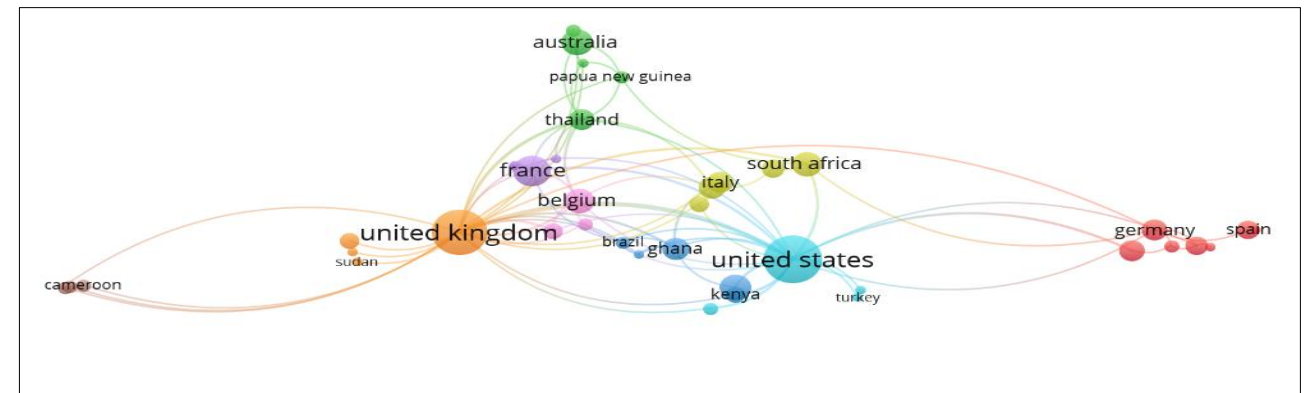 australia
papua new guinea
thailand
france
south africa
italy
belgium
united kingdom
brazil
ghana
germany
spain
sudan
united states
cameroon
kenya
turkey